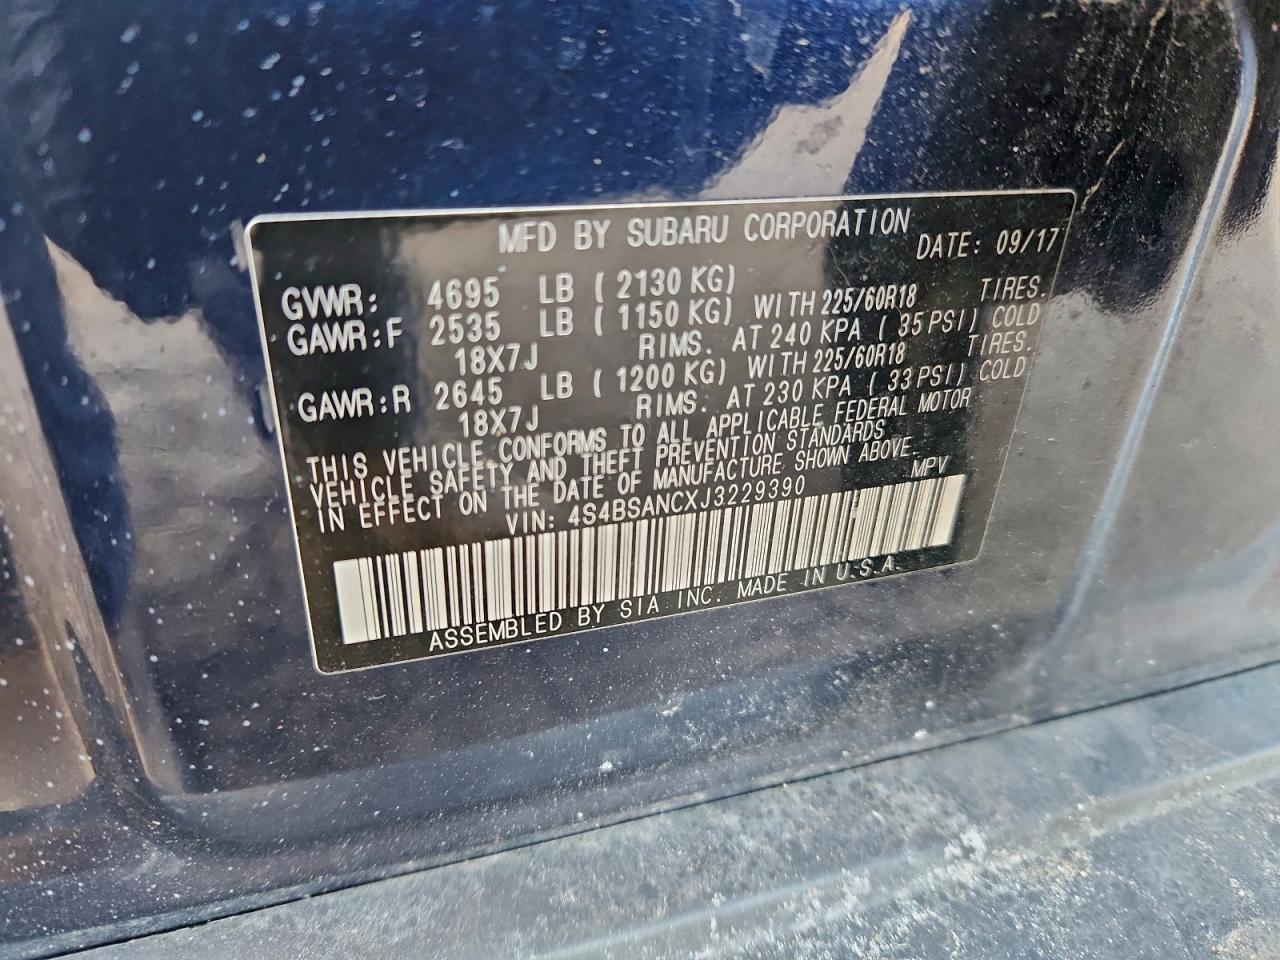 MFD BY SUBARU CORPORATION
DATE: 09/17
GVWR: 4695 LB ( 2130 KG)
GAWR:F 2535 LB ( 1150 KG) WITH 225/60R18 TIRES.
18X7J RIMS. AT 240 KPA ( 35 PSI) COLD
GAWR:R 2645 LB ( 1200 KG) WITH 225/60R18 TIRES.
18X7J RIMS. AT 230 KPA ( 33 PSI) COLD
THIS VEHICLE CONFORMS TO ALL APPLICABLE FEDERAL MOTOR
VEHICLE SAFETY AND THEFT PREVENTION STANDARDS
IN EFFECT ON THE DATE OF MANUFACTURE SHOWN ABOVE.
VIN: 4S4BSANCXJ3229390 MPV
ASSEMBLED BY SIA INC. MADE IN U.S.A.